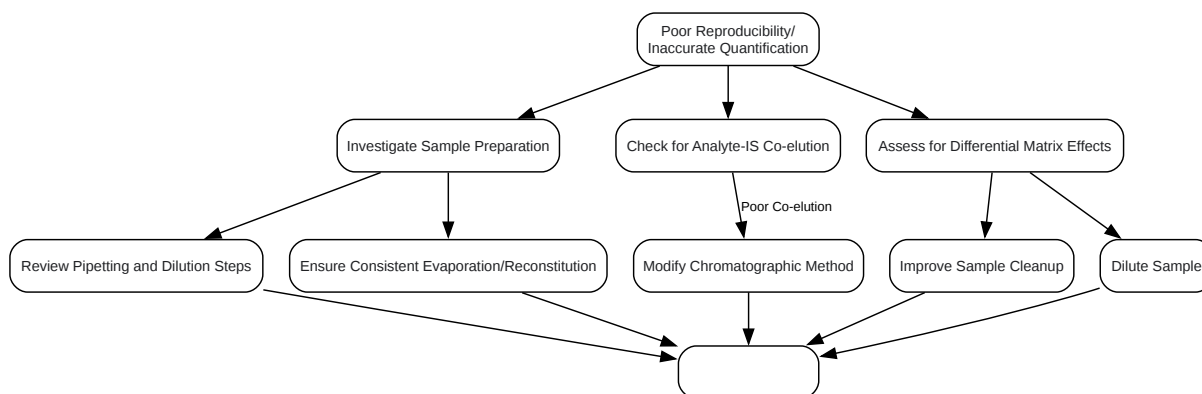 Poor Reproducibility/
Inaccurate Quantification
Investigate Sample Preparation
Check for Analyte-IS Co-elution
Assess for Differential Matrix Effects
Poor Co-elution
Review Pipetting and Dilution Steps
Ensure Consistent Evaporation/Reconstitution
Modify Chromatographic Method
Improve Sample Cleanup
Dilute Sample